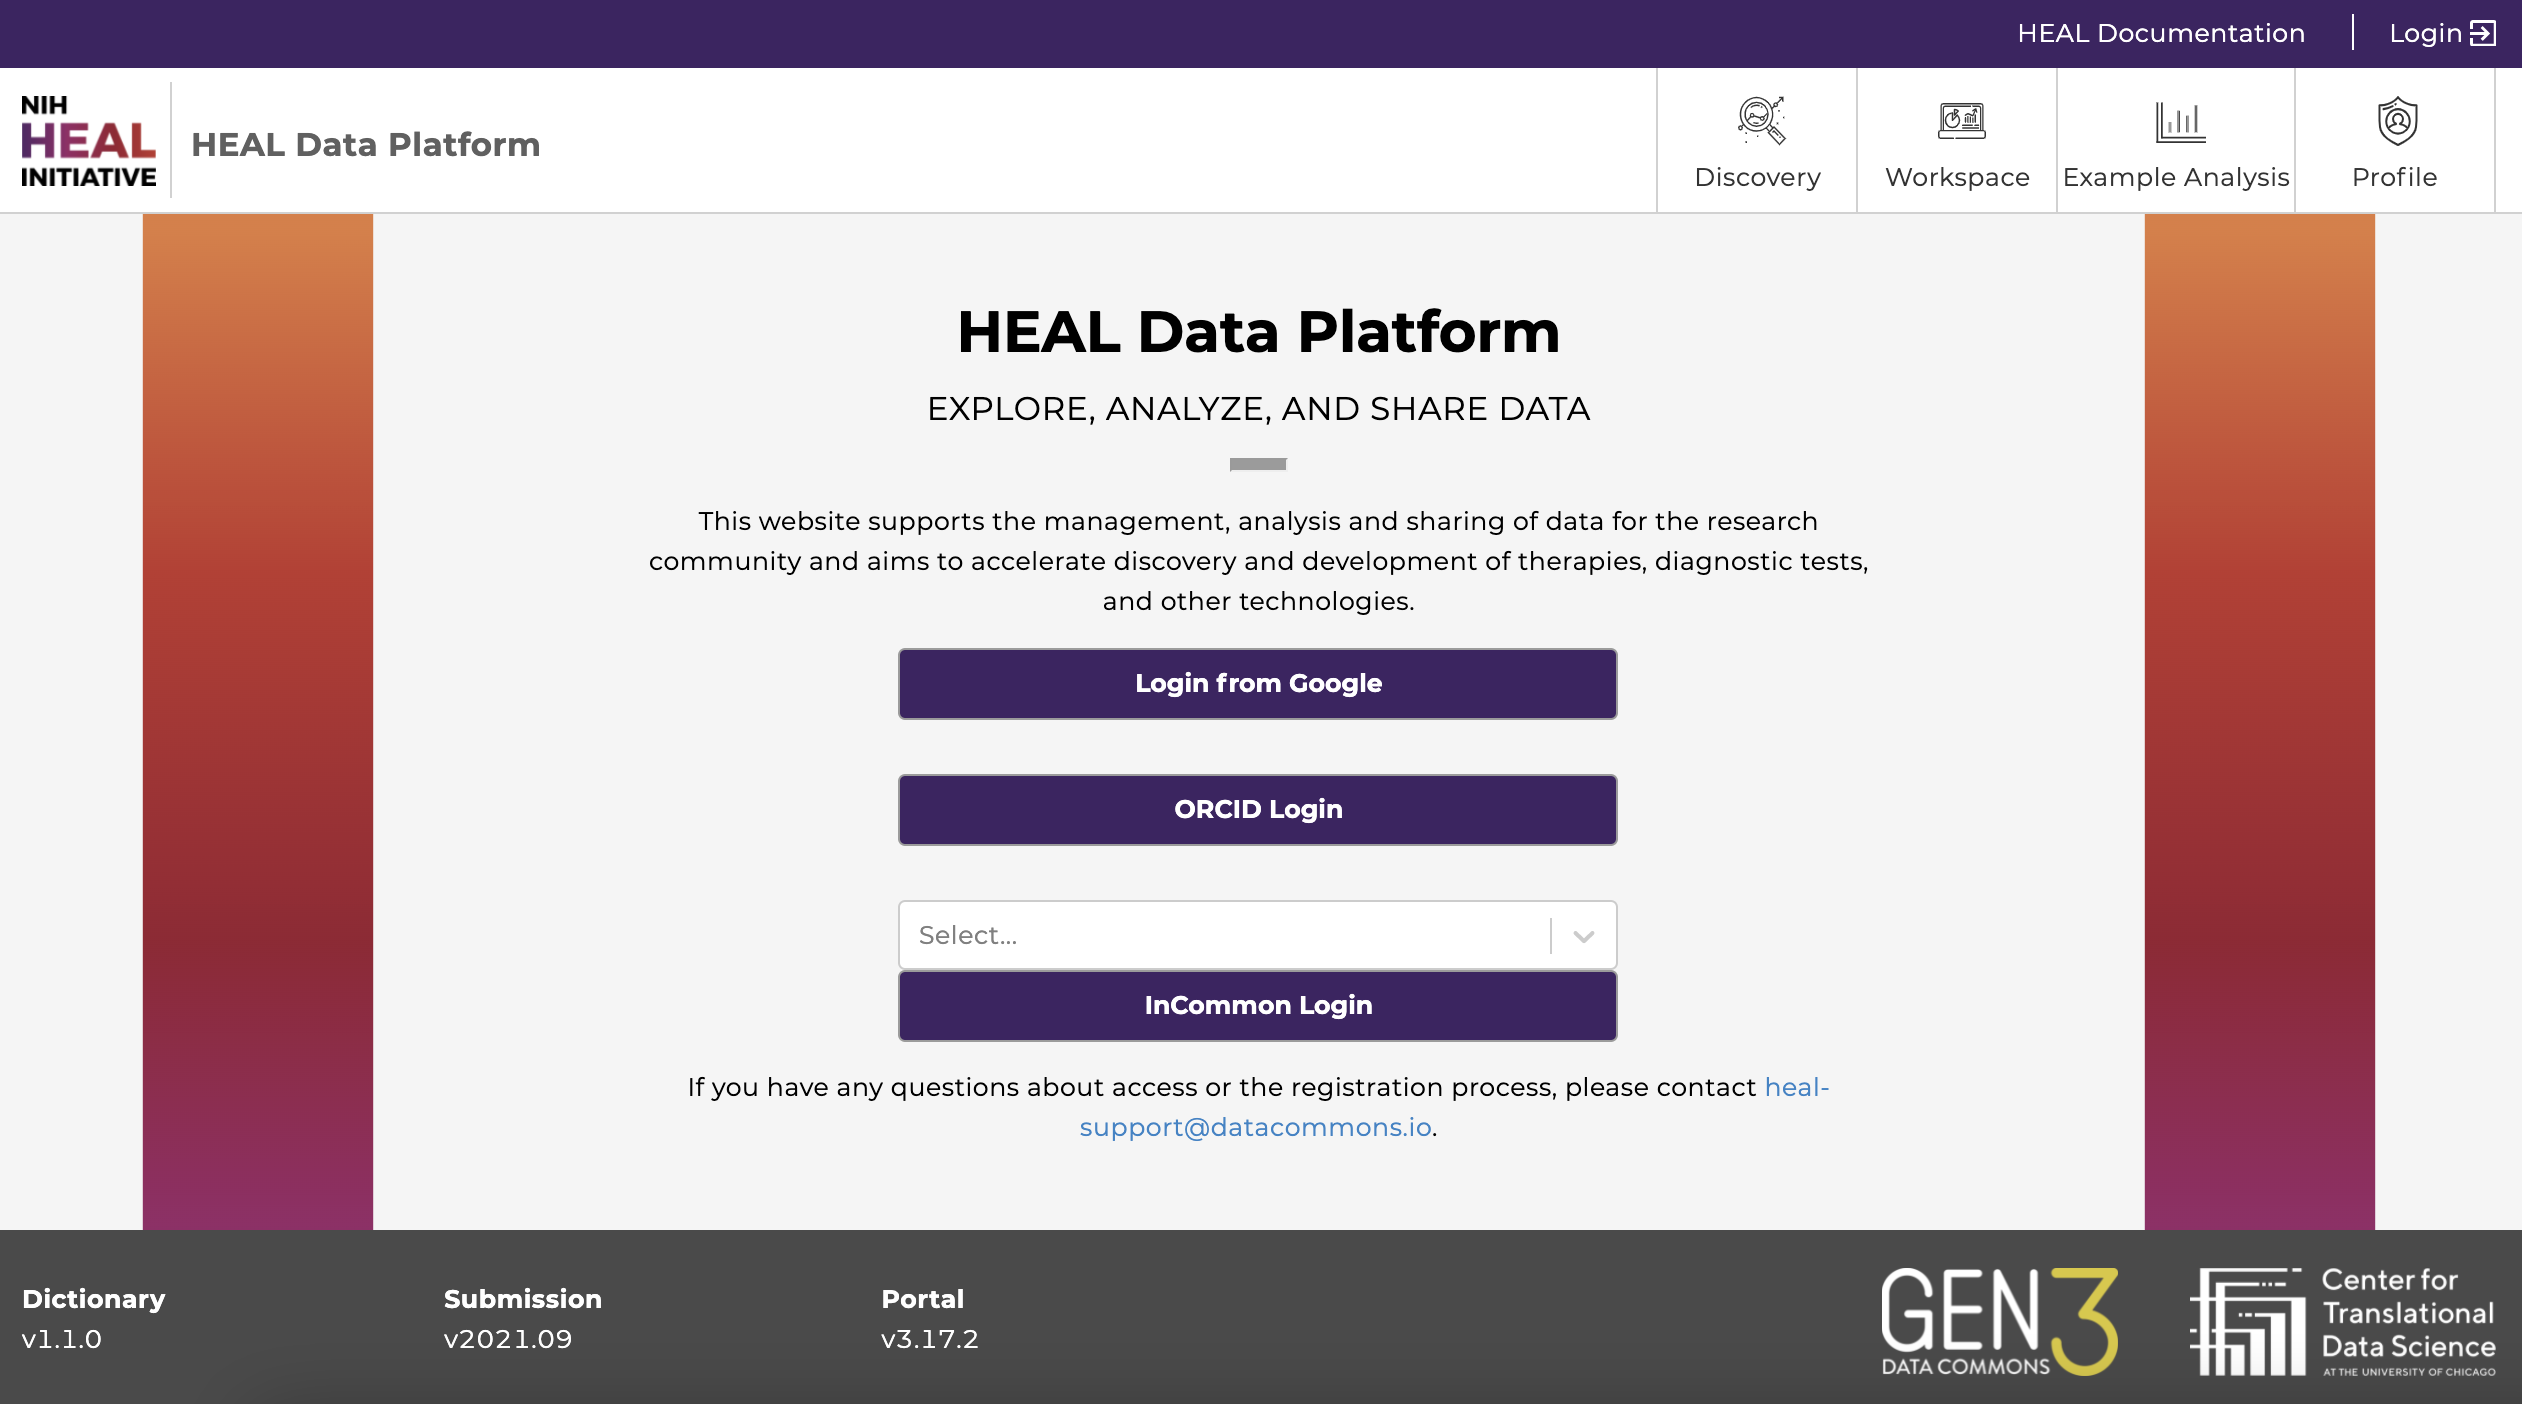 HEAL Documentation
Login
NIH
HEAL
INITIATIVE
HEAL Data Platform
Discovery
Workspace
Example Analysis
Profile
HEAL Data Platform
EXPLORE, ANALYZE, AND SHARE DATA
This website supports the management, analysis and sharing of data for the research
community and aims to accelerate discovery and development of therapies, diagnostic tests,
and other technologies.
Login from Google
ORCID Login
Select...
InCommon Login
If you have any questions about access or the registration process, please contact heal-
support@datacommons.io.
Dictionary
v1.1.0
Submission
v2021.09
Portal
v3.17.2
GEN3
DATA COMMONS
Center for
Translational
Data Science
AT THE UNIVERSITY OF CHICAGO